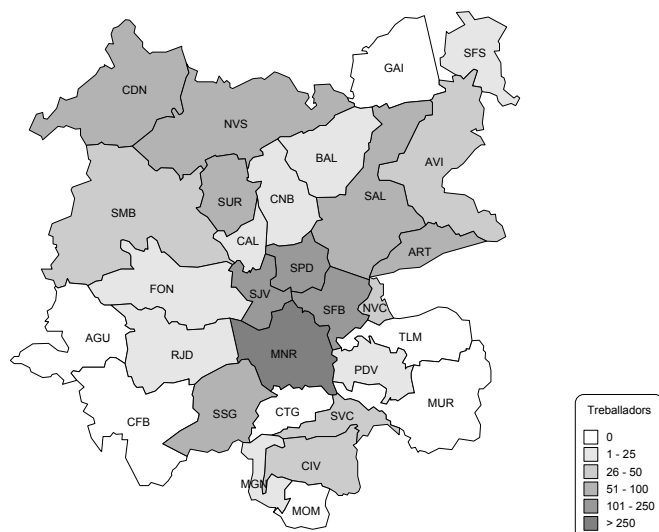 GAI
SFS
CDN
NVS
BAL
AVI
SUR
CNB
SAL
SMB
CAL
ART
SPD
FON
SJV
SFB
NVC
AGU
TLM
RJD
MNR
PDV
MUR
CFB
SSG
CTG
SVC
CIV
MGN
MOM
Treballadors
0
1 - 25
26 - 50
51 - 100
101 - 250
> 250